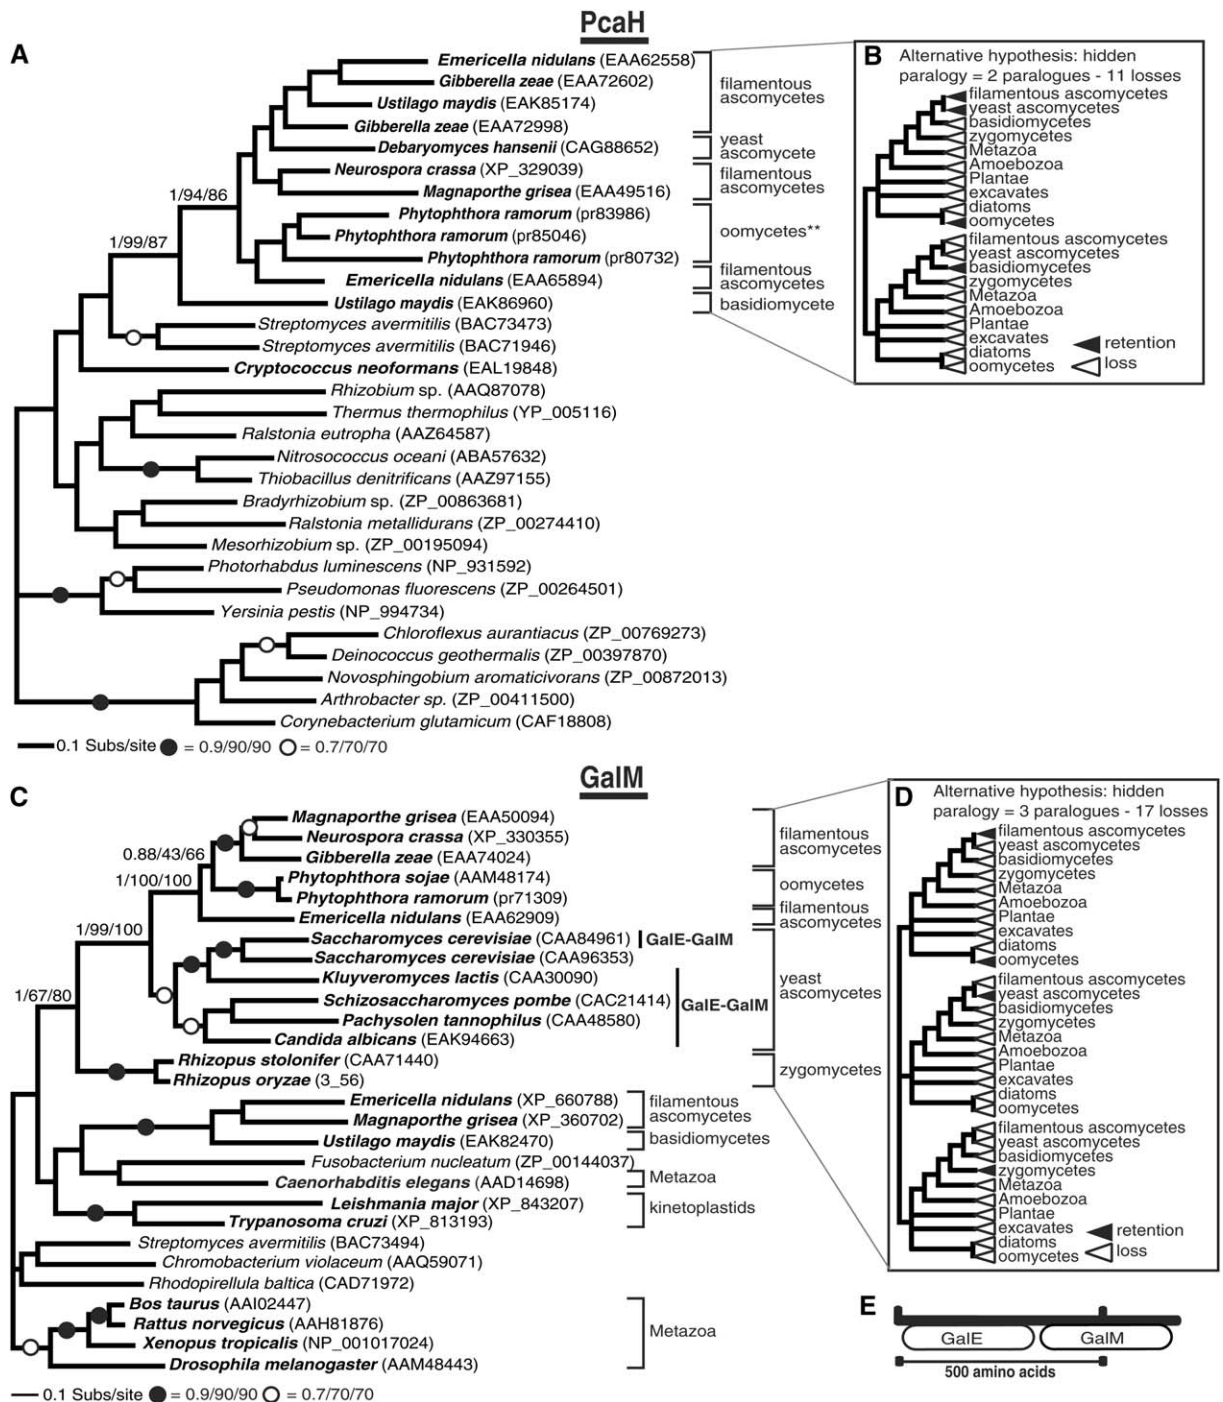 PcaH
A
Emericella nidulans (EAA62558)
Gibberella zeae (EAA72602)
Ustilago maydis (EAK85174)
Gibberella zeae (EAA72998)
Debaryomyces hansenii (CAG88652)
Neurospora crassa (XP_329039)
Magnaporthe grisea (EAA49516)
Phytophthora ramorum (pr83986)
Phytophthora ramorum (pr85046)
Phytophthora ramorum (pr80732)
Emericella nidulans (EAA65894)
Ustilago maydis (EAK86960)
Streptomyces avermitilis (BAC73473)
Streptomyces avermitilis (BAC71946)
Cryptococcus neoformans (EAL19848)
Rhizobium sp. (AAQ87078)
Thermus thermophilus (YP_005116)
Ralstonia eutropha (AAZ64587)
Nitrosococcus oceani (ABA57632)
Thiobacillus denitrificans (AAZ97155)
Bradyrhizobium sp. (ZP_00863681)
Ralstonia metallidurans (ZP_00274410)
Mesorhizobium sp. (ZP_00195094)
Photorhabdus luminescens (NP_931592)
Pseudomonas fluorescens (ZP_00264501)
Yersinia pestis (NP_994734)
Chloroflexus aurantiacus (ZP_00769273)
Deinococcus geothermalis (ZP_00397870)
Novosphingobium aromaticivorans (ZP_00872013)
Arthrobacter sp. (ZP_00411500)
Corynebacterium glutamicum (CAF18808)
1/94/86
1/99/87
filamentous
ascomycetes
yeast
ascomycete
filamentous
ascomycetes
oomycetes**
filamentous
ascomycetes
basidiomycete
0.1 Subs/site = 0.9/90/90 = 0.7/70/70
B
Alternative hypothesis: hidden
paralogy = 2 paralogues - 11 losses
filamentous ascomycetes
yeast ascomycetes
basidiomycetes
zygomycetes
Metazoa
Amoebozoa
Plantae
excavates
diatoms
oomycetes
filamentous ascomycetes
yeast ascomycetes
basidiomycetes
zygomycetes
Metazoa
Amoebozoa
Plantae
excavates
diatoms
oomycetes
retention
loss
GalM
C
Magnaporthe grisea (EAA50094)
Neurospora crassa (XP_330355)
Gibberella zeae (EAA74024)
Phytophthora sojae (AAM48174)
Phytophthora ramorum (pr71309)
Emericella nidulans (EAA62909)
Saccharomyces cerevisiae (CAA84961)
Saccharomyces cerevisiae (CAA96353)
Kluyveromyces lactis (CAA30090)
Schizosaccharomyces pombe (CAC21414)
Pachysolen tannophilus (CAA48580)
Candida albicans (EAK94663)
Rhizopus stolonifer (CAA71440)
Rhizopus oryzae (3_56)
Emericella nidulans (XP_660788)
Magnaporthe grisea (XP_360702)
Ustilago maydis (EAK82470)
Fusobacterium nucleatum (ZP_00144037)
Caenorhabditis elegans (AAD14698)
Leishmania major (XP_843207)
Trypanosoma cruzi (XP_813193)
Streptomyces avermitilis (BAC73494)
Chromobacterium violaceum (AAQ59071)
Rhodopirellula baltica (CAD71972)
Bos taurus (AAI02447)
Rattus norvegicus (AAH81876)
Xenopus tropicalis (NP_001017024)
Drosophila melanogaster (AAM48443)
0.88/43/66
1/100/100
1/99/100
1/67/80
GalE-GalM
GalE-GalM
filamentous
ascomycetes
oomycetes
filamentous
ascomycetes
yeast
ascomycetes
zygomycetes
filamentous
ascomycetes
basidiomycetes
Metazoa
kinetoplastids
Metazoa
0.1 Subs/site = 0.9/90/90 = 0.7/70/70
D
Alternative hypothesis: hidden
paralogy = 3 paralogues - 17 losses
filamentous ascomycetes
yeast ascomycetes
basidiomycetes
zygomycetes
Metazoa
Amoebozoa
Plantae
excavates
diatoms
oomycetes
filamentous ascomycetes
yeast ascomycetes
basidiomycetes
zygomycetes
Metazoa
Amoebozoa
Plantae
excavates
diatoms
oomycetes
filamentous ascomycetes
yeast ascomycetes
basidiomycetes
zygomycetes
Metazoa
Amoebozoa
Plantae
excavates
diatoms
oomycetes
retention
loss
E
GalE GalM
500 amino acids